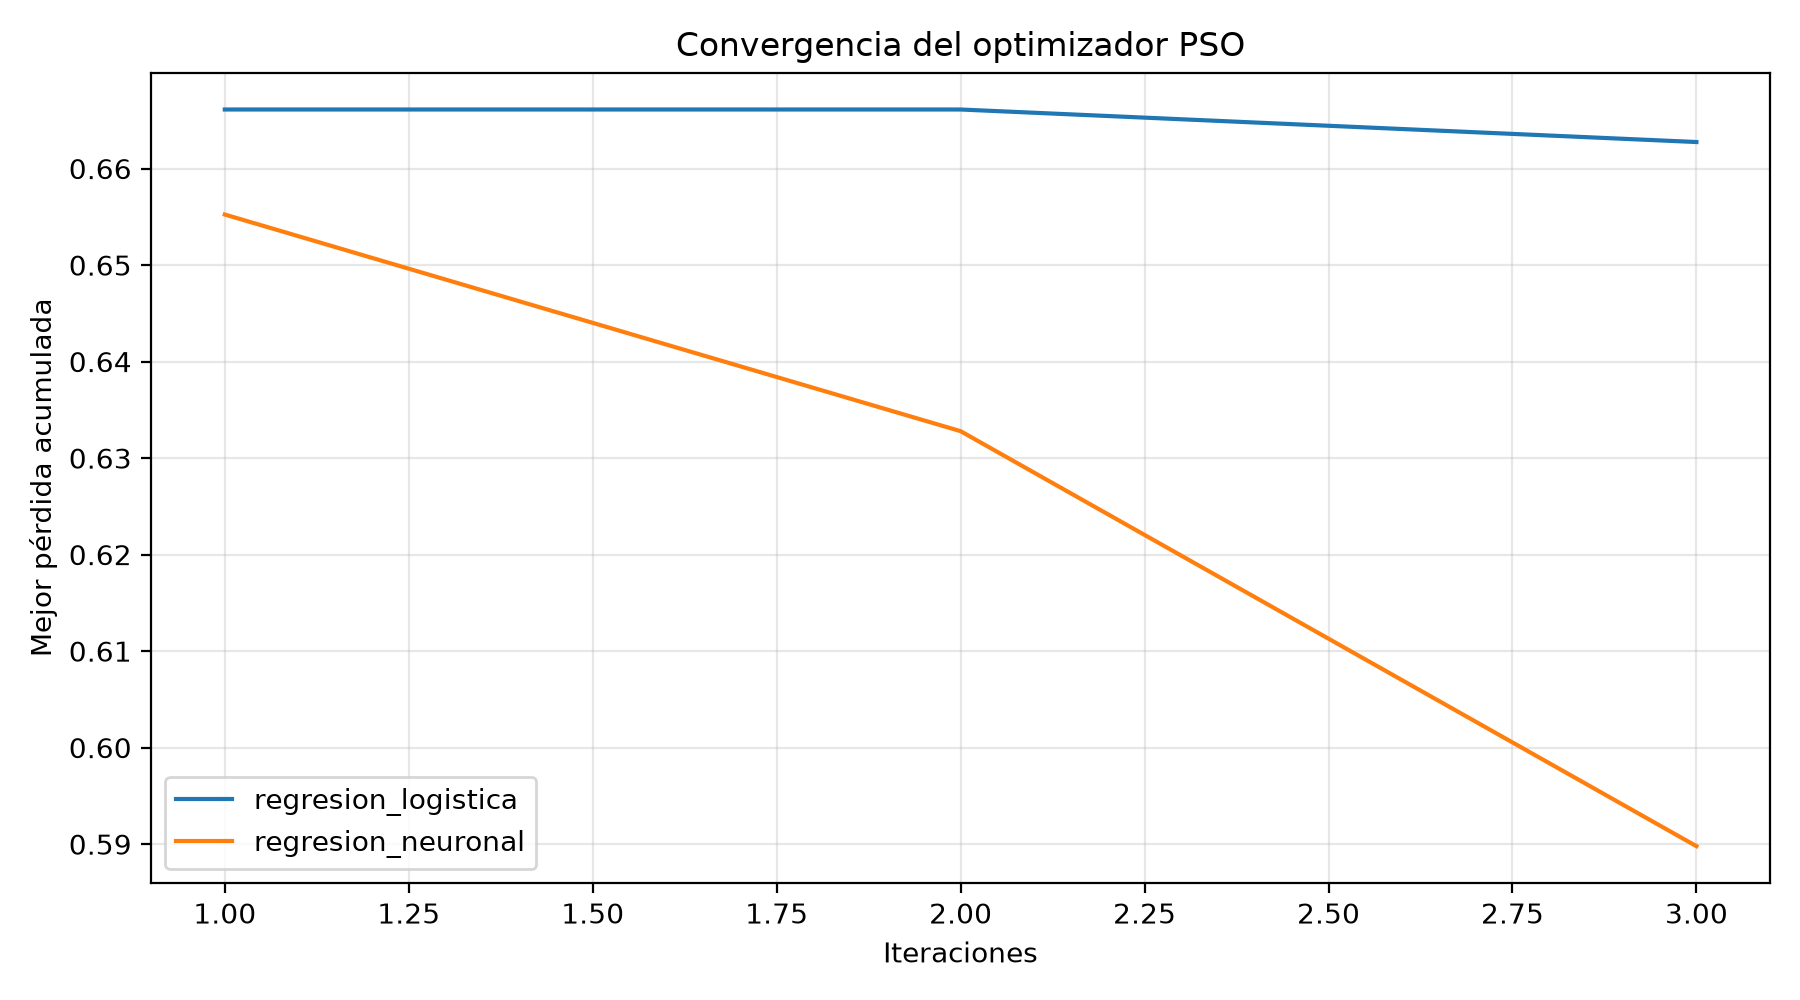 Convergencia del optimizador PSO
Mejor pérdida acumulada
0.66
0.65
0.64
0.63
0.62
0.61
0.60
0.59
regresion_logistica
regresion_neuronal
1.00 1.25 1.50 1.75 2.00 2.25 2.50 2.75 3.00
Iteraciones